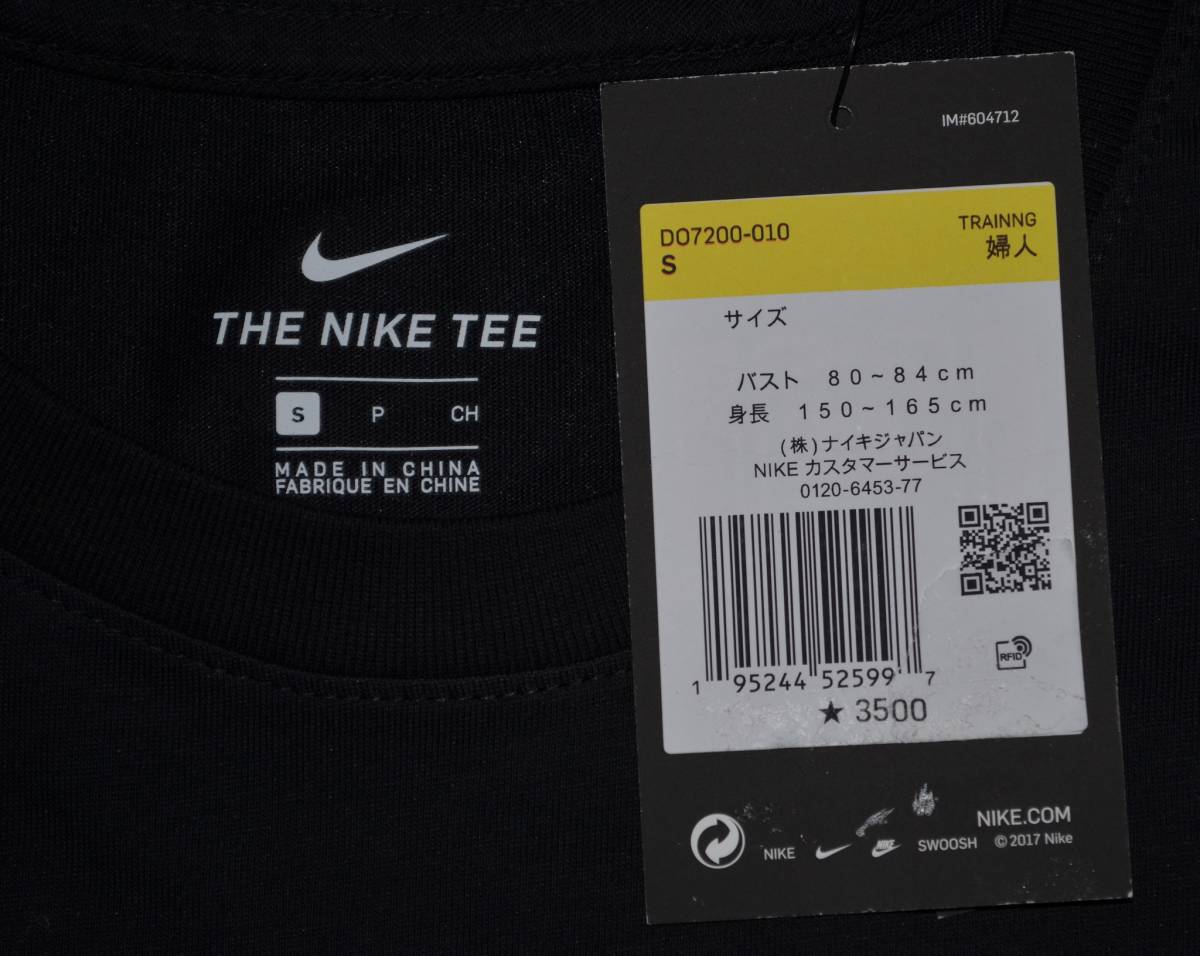 THE NIKE TEE
S P CH
MADE IN CHINA
FABRIQUE EN CHINE
IM#604712
DO7200-010
S
TRAINNG
婦人
サイズ
バスト 80~84cm
身長 150~165cm
(株)ナイキジャパン
NIKE カスタマーサービス
0120-6453-77
1 95244 52599 7
RFID
★ 3500
NIKE.COM
NIKE NIKE SWOOSH © 2017 Nike